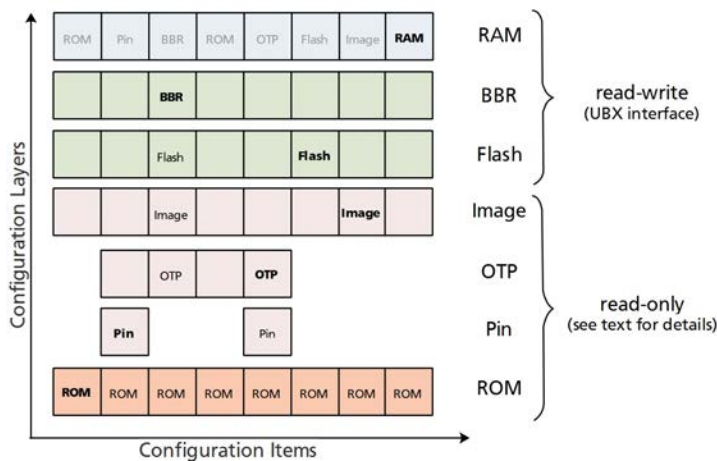 ROM Pin BBR ROM OTP Flash Image RAM RAM
BBR BBR
read-write
(UBX interface)
Flash Flash Flash
Image Image Image
OTP OTP OTP
read-only
(see text for details)
Pin Pin Pin
ROM ROM ROM ROM ROM ROM ROM ROM ROM
Configuration Layers
Configuration Items